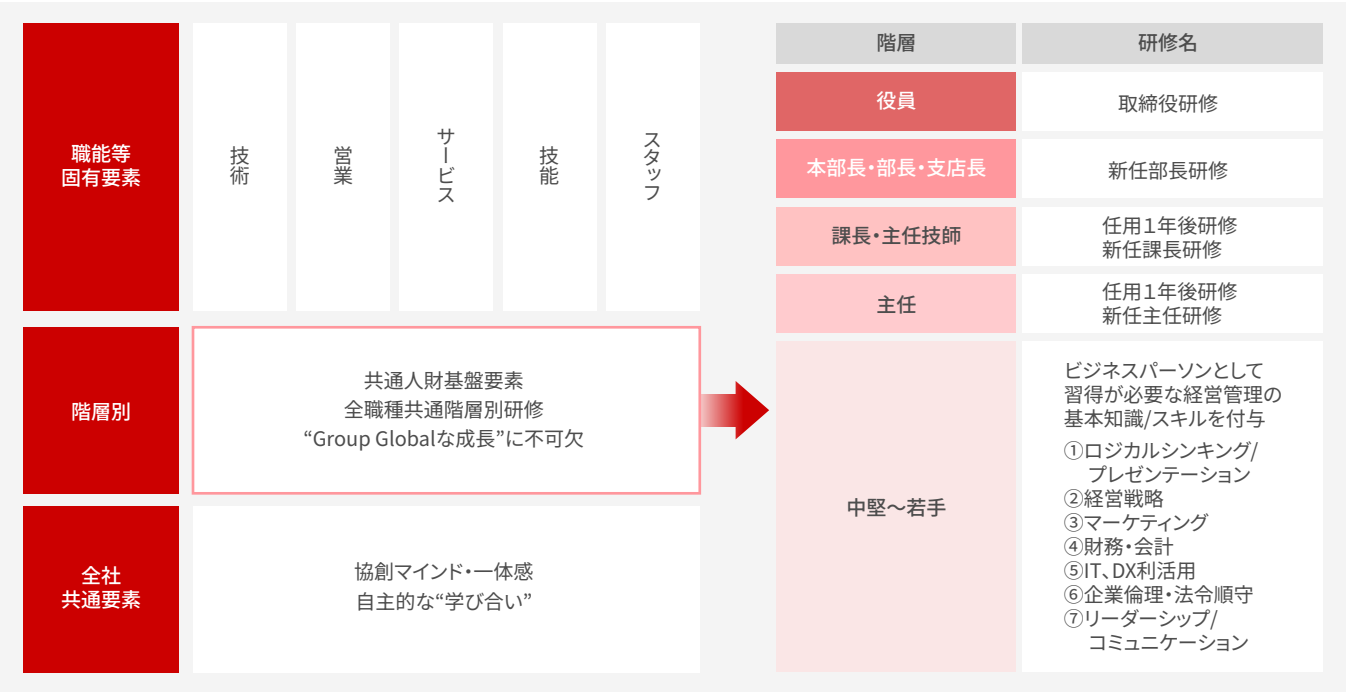 職能等
固有要素
技術
営業
サービス
技能
スタッフ
階層別
共通人財基盤要素
全職種共通階層別研修
“Group Globalな成長”に不可欠
全社
共通要素
協創マインド・一体感
自主的な“学び合い”
階層
研修名
役員
取締役研修
本部長・部長・支店長
新任部長研修
課長・主任技師
任用1年後研修
新任課長研修
主任
任用1年後研修
新任主任研修
中堅～若手
ビジネスパーソンとして
習得が必要な経営管理の
基本知識/スキルを付与
①ロジカルシンキング/
プレゼンテーション
②経営戦略
③マーケティング
④財務・会計
⑤IT、DX利活用
⑥企業倫理・法令順守
⑦リーダーシップ/
コミュニケーション